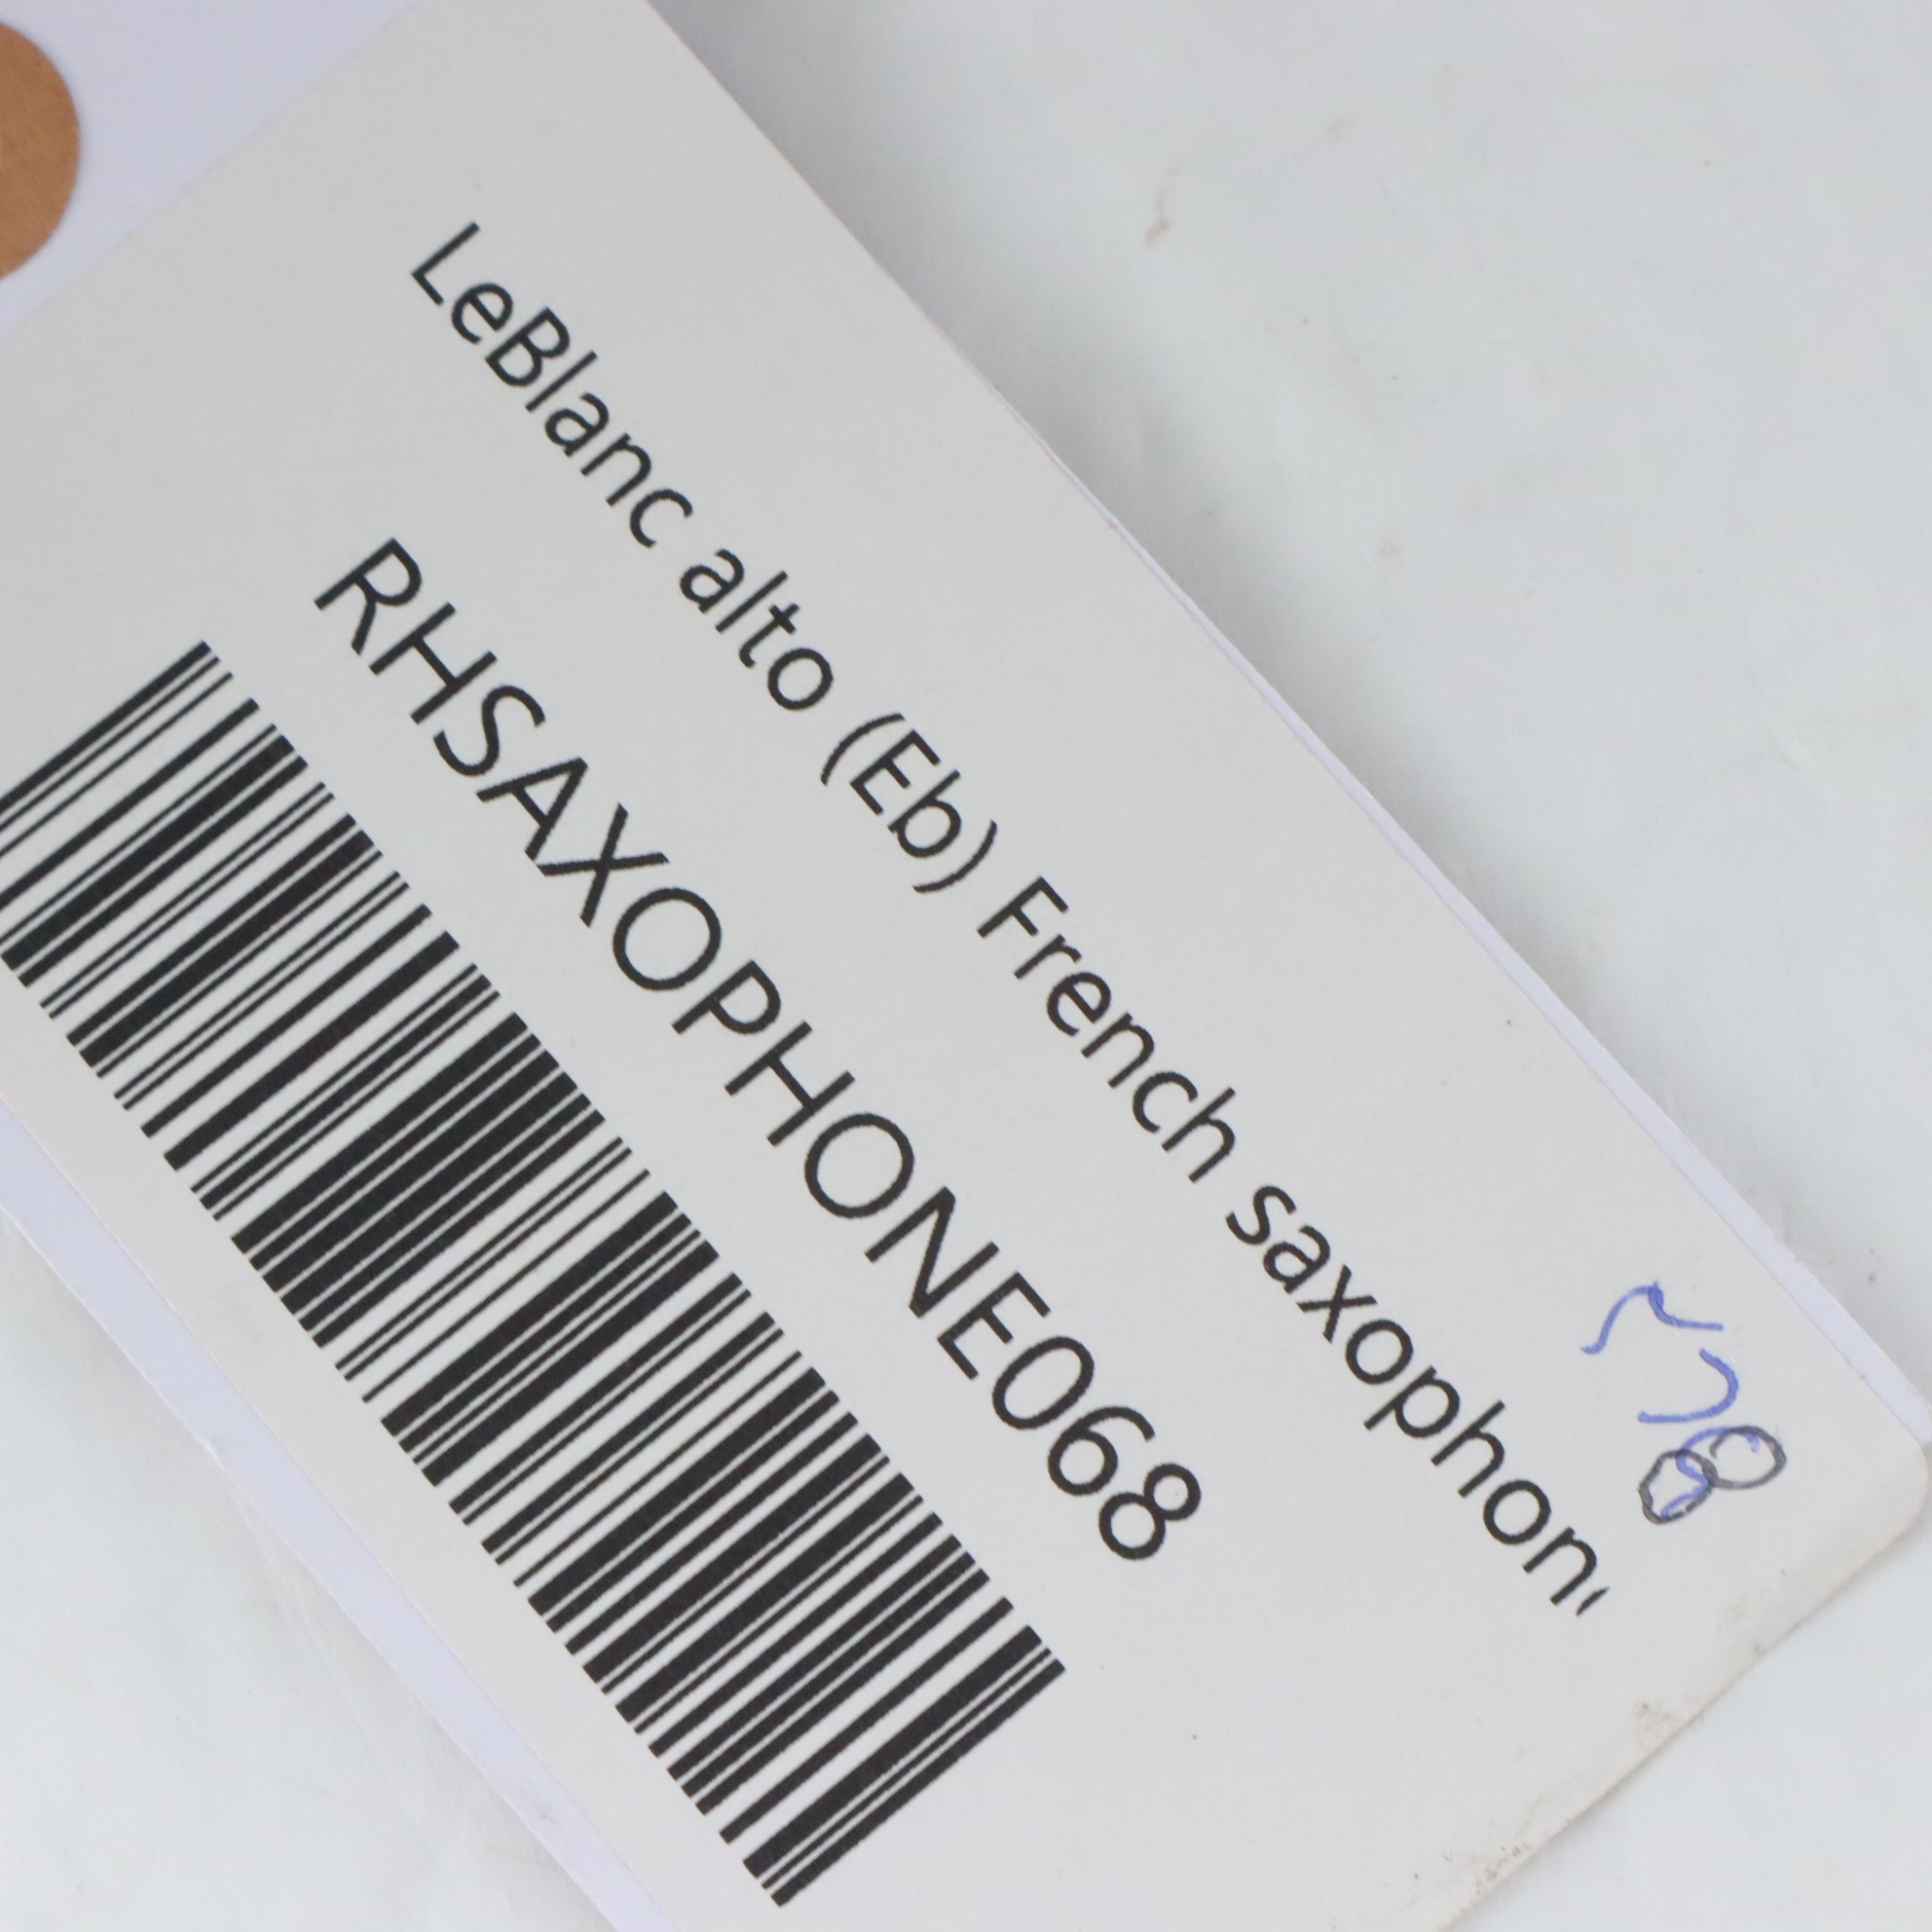 LeBlanc alto (Eb) French saxophon
RHSAXOPHONE068